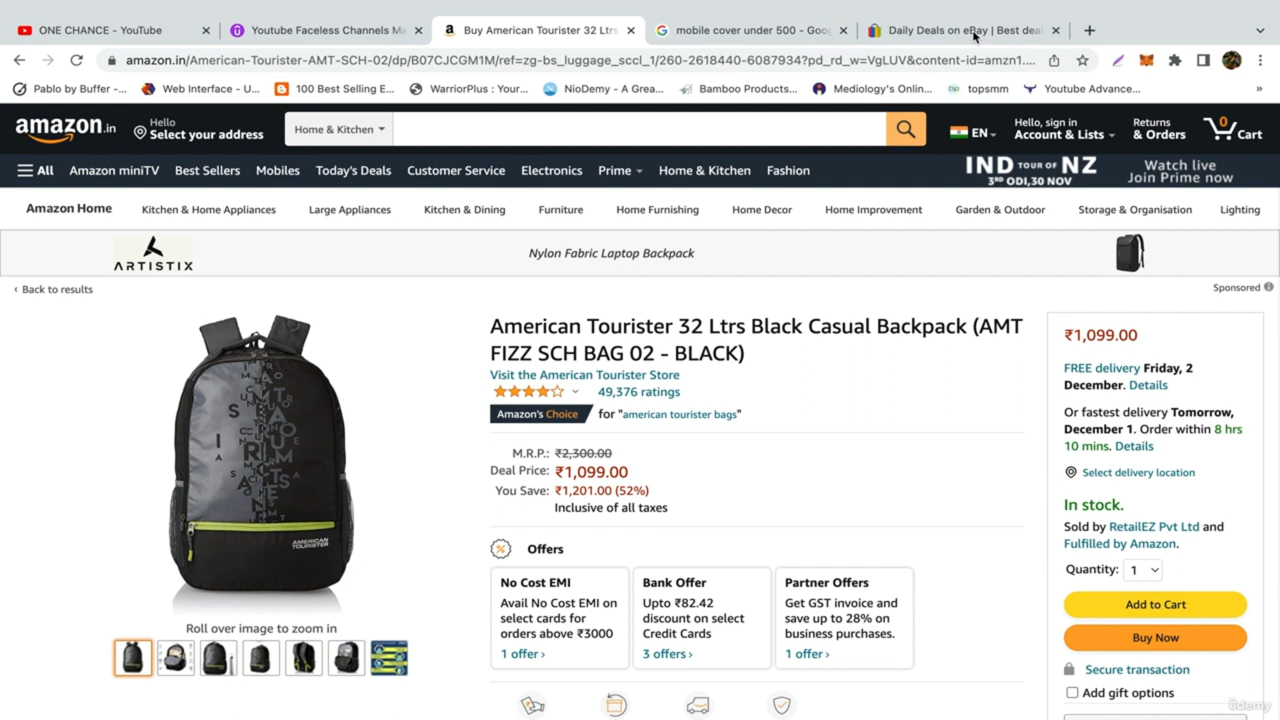 ONE CHANCE - YouTube
Youtube Faceless Channels Ma
Buy American Tourister 32 Ltrs
mobile cover under 500 - Goog
Daily Deals on eBay | Best deal
amazon.in/American-Tourister-AMT-SCH-02/dp/B07CJCGM1M/ref=zg-bs_luggage_sccl_1/260-2618440-6087934?pd_rd_w=VgLUV&content-id=amzn1....
Pablo by Buffer -...
Web Interface - U...
100 Best Selling E...
WarriorPlus : Your...
NioDemy - A Grea...
Bamboo Products...
Mediology's Onlin...
topsmm
Youtube Advance...
»
amazon.in
Hello
Select your address
Home & Kitchen
EN
Hello, sign in
Account & Lists
Returns
& Orders
0
Cart
All
Amazon miniTV
Best Sellers
Mobiles
Today's Deals
Customer Service
Electronics
Prime
Home & Kitchen
Fashion
IND TOUR OF NZ
3RD ODI,30 NOV
Watch live
Join Prime now
Amazon Home
Kitchen & Home Appliances
Large Appliances
Kitchen & Dining
Furniture
Home Furnishing
Home Decor
Home Improvement
Garden & Outdoor
Storage & Organisation
Lighting
ARTISTIX
Nylon Fabric Laptop Backpack
‹ Back to results
Sponsored
American Tourister 32 Ltrs Black Casual Backpack (AMT
FIZZ SCH BAG 02 - BLACK)
Visit the American Tourister Store
49,376 ratings
Amazon's Choice for "american tourister bags"
M.R.P.: ₹2,300.00
Deal Price: ₹1,099.00
You Save: ₹1,201.00 (52%)
Inclusive of all taxes
Offers
No Cost EMI
Avail No Cost EMI on
select cards for
orders above ₹3000
1 offer ›
Bank Offer
Upto ₹82.42
discount on select
Credit Cards
3 offers ›
Partner Offers
Get GST invoice and
save up to 28% on
business purchases.
1 offer ›
AMERICAN
TOURISTER
Roll over image to zoom in
₹1,099.00
FREE delivery Friday, 2
December. Details
Or fastest delivery Tomorrow,
December 1. Order within 8 hrs
10 mins. Details
Select delivery location
In stock.
Sold by RetailEZ Pvt Ltd and
Fulfilled by Amazon.
Quantity: 1
Add to Cart
Buy Now
Secure transaction
Add gift options
ûdemy